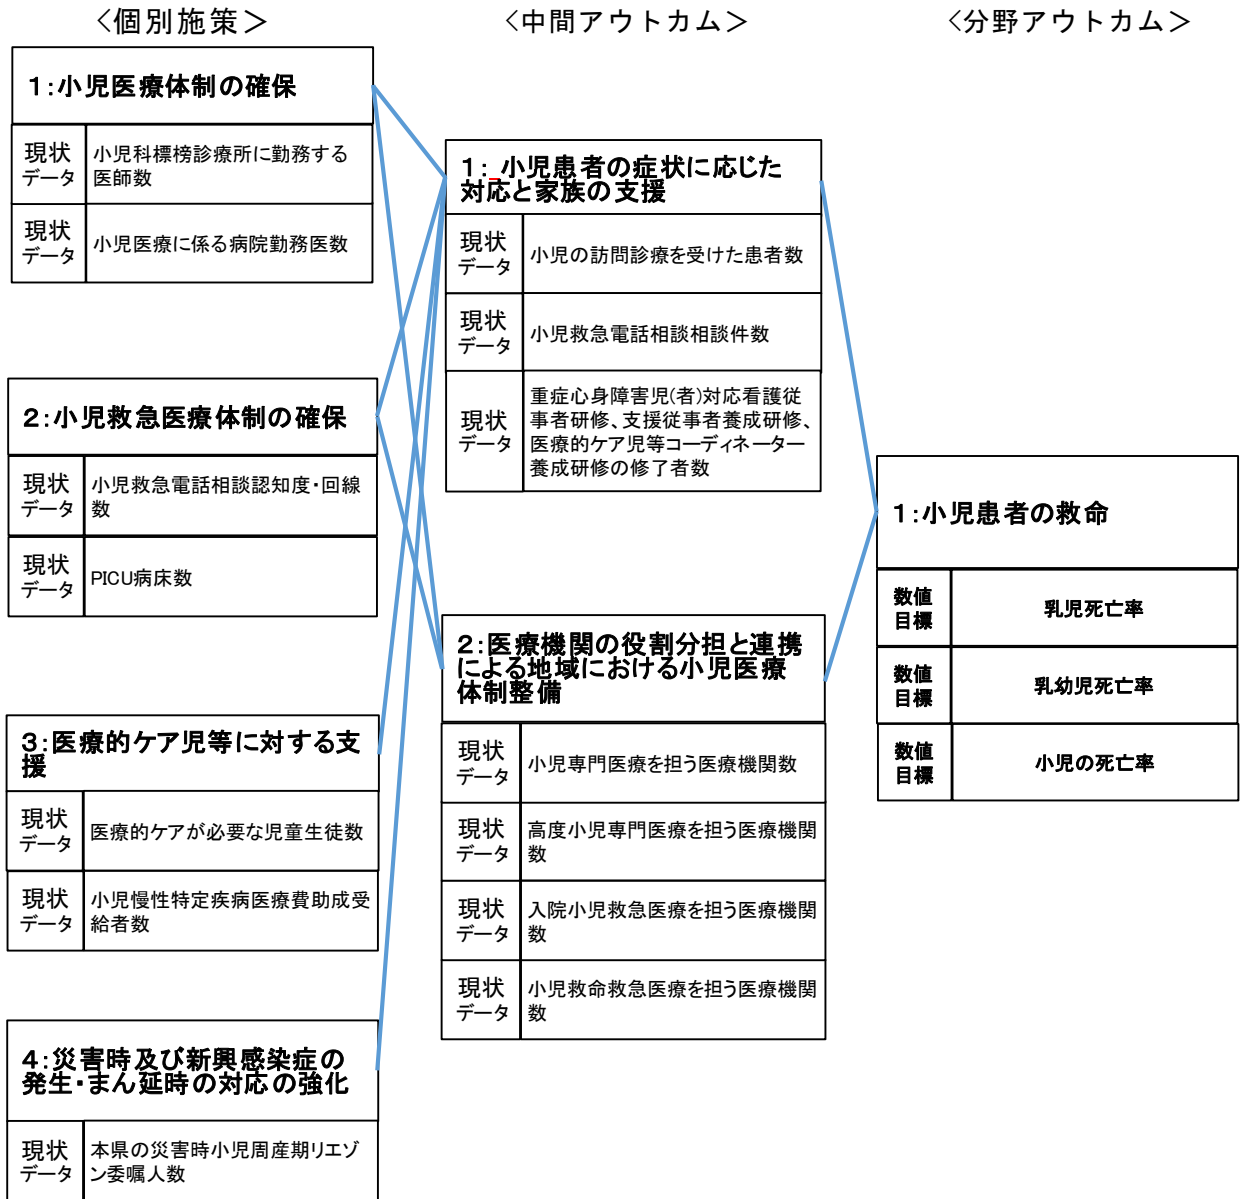 <個別施策>
<中間アウトカム>
<分野アウトカム>
1:小児医療体制の確保
現状
データ
小児科標榜診療所に勤務する
医師数
現状
データ
小児医療に係る病院勤務医数
2:小児救急医療体制の確保
現状
データ
小児救急電話相談認知度・回線
数
現状
データ
PICU病床数
3:医療的ケア児等に対する支
援
現状
データ
医療的ケアが必要な児童生徒数
現状
データ
小児慢性特定疾病医療費助成受
給者数
4:災害時及び新興感染症の
発生・まん延時の対応の強化
現状
データ
本県の災害時小児周産期リエゾ
ン委嘱人数
1: 小児患者の症状に応じた
対応と家族の支援
現状
データ
小児の訪問診療を受けた患者数
現状
データ
小児救急電話相談相談件数
現状
データ
重症心身障害児(者)対応看護従
事者研修、支援従事者養成研修、
医療的ケア児等コーディネーター
養成研修の修了者数
2:医療機関の役割分担と連携
による地域における小児医療
体制整備
現状
データ
小児専門医療を担う医療機関数
現状
データ
高度小児専門医療を担う医療機関
数
現状
データ
入院小児救急医療を担う医療機関
数
現状
データ
小児救命救急医療を担う医療機関
数
1:小児患者の救命
数値
目標
乳児死亡率
数値
目標
乳幼児死亡率
数値
目標
小児の死亡率